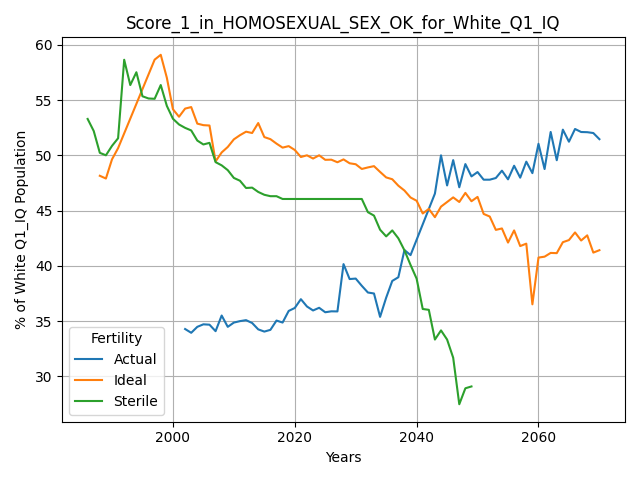 Score_1_in_HOMOSEXUAL_SEX_OK_for_White_Q1_IQ
% of White Q1_IQ Population
60
55
50
45
40
35
30
Fertility
Actual
Ideal
Sterile
2000 2020 2040 2060
Years